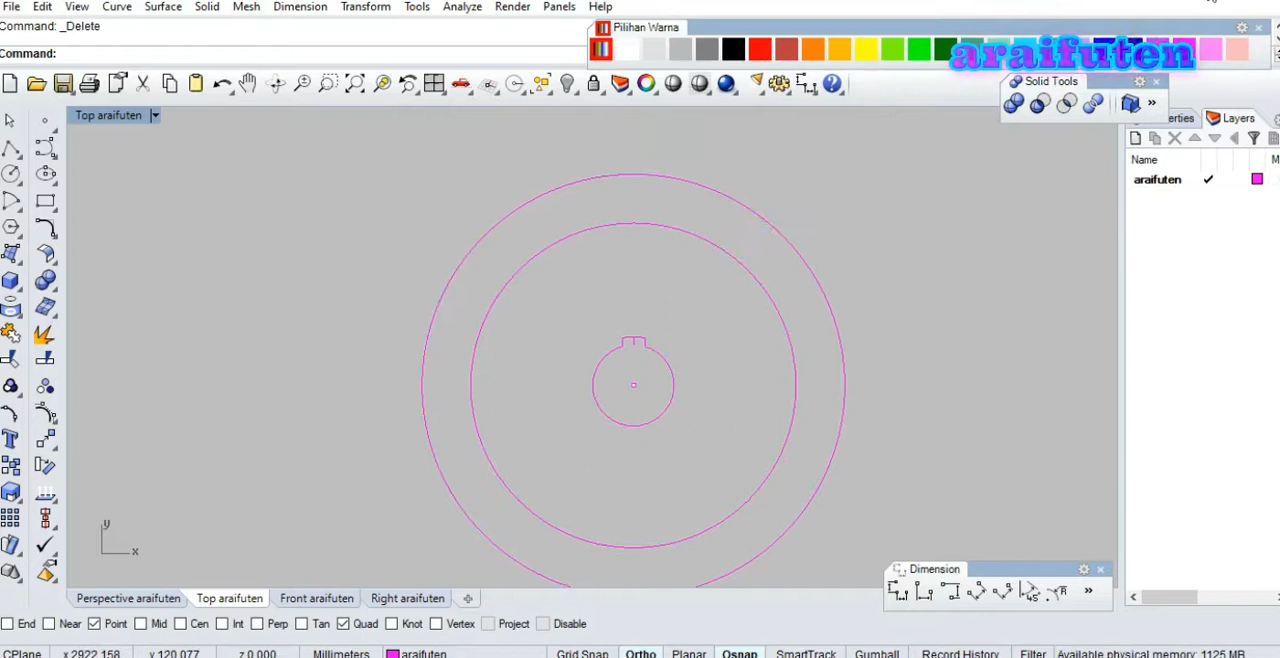 File Edit View Curve Surface Solid Mesh Dimension Transform Tools Analyze Render Panels Help
Command: _Delete
Pilihan Warna
Command:
araifuten
Solid Tools
Top araifuten
erties Layers
Name M
araifuten
y
x
Dimension
45°
R
Perspective araifuten Top araifuten Front araifuten Right araifuten
End Near Point Mid Cen Int Perp Tan Quad Knot Vertex Project Disable
CPlane x 2922.158 y 120.077 z 0.000 Millimeters araifuten Grid Snap Ortho Planar Osnap SmartTrack Gumball Record History Filter Available physical memory: 1125 MB